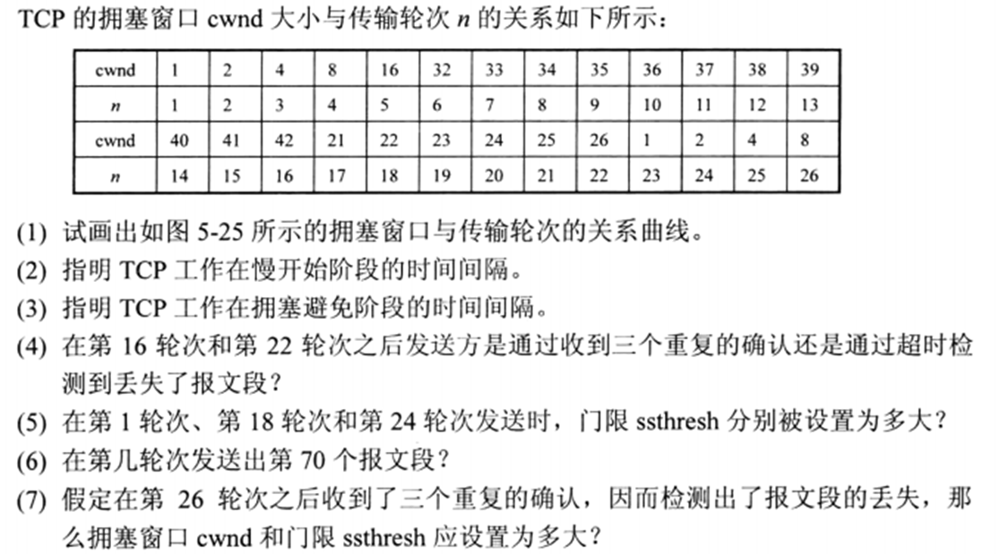 TCP 的拥塞窗口 cwnd 大小与传输轮次 n 的关系如下所示：
cwnd 1 2 4 8 16 32 33 34 35 36 37 38 39
n 1 2 3 4 5 6 7 8 9 10 11 12 13
cwnd 40 41 42 21 22 23 24 25 26 1 2 4 8
n 14 15 16 17 18 19 20 21 22 23 24 25 26
(1) 试画出如图 5-25 所示的拥塞窗口与传输轮次的关系曲线。
(2) 指明 TCP 工作在慢开始阶段的时间间隔。
(3) 指明 TCP 工作在拥塞避免阶段的时间间隔。
(4) 在第 16 轮次和第 22 轮次之后发送方是通过收到三个重复的确认还是通过超时检
测到丢失了报文段？
(5) 在第 1 轮次、第 18 轮次和第 24 轮次发送时，门限 ssthresh 分别被设置为多大？
(6) 在第几轮次发送出第 70 个报文段？
(7) 假定在第 26 轮次之后收到了三个重复的确认，因而检测出了报文段的丢失，那
么拥塞窗口 cwnd 和门限 ssthresh 应设置为多大？